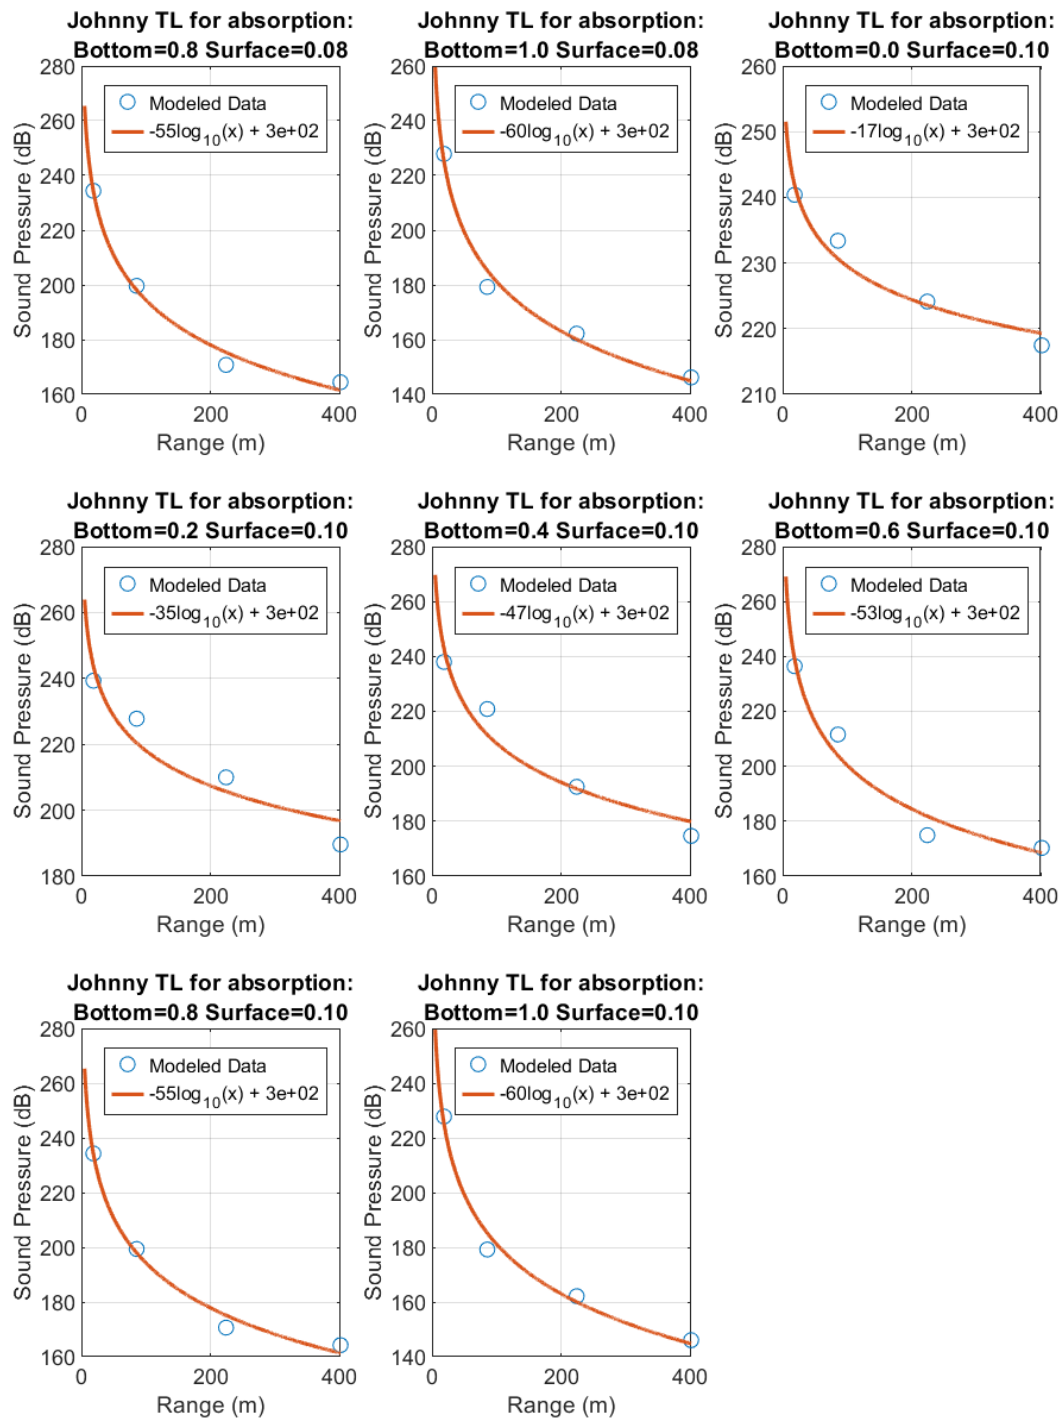 Johnny TL for absorption:
Bottom=0.8 Surface=0.08
280
260
240
220
200
180
160
Sound Pressure (dB)
Modeled Data
-55log10(x) + 3e+02
0
200
400
Range (m)
Johnny TL for absorption:
Bottom=1.0 Surface=0.08
260
240
220
200
180
160
140
Sound Pressure (dB)
Modeled Data
-60log10(x) + 3e+02
0
200
400
Range (m)
Johnny TL for absorption:
Bottom=0.0 Surface=0.10
260
250
240
230
220
210
Sound Pressure (dB)
Modeled Data
-17log10(x) + 3e+02
0
200
400
Range (m)
Johnny TL for absorption:
Bottom=0.2 Surface=0.10
280
260
240
220
200
180
Sound Pressure (dB)
Modeled Data
-35log10(x) + 3e+02
0
200
400
Range (m)
Johnny TL for absorption:
Bottom=0.4 Surface=0.10
280
260
240
220
200
180
160
Sound Pressure (dB)
Modeled Data
-47log10(x) + 3e+02
0
200
400
Range (m)
Johnny TL for absorption:
Bottom=0.6 Surface=0.10
280
260
240
220
200
180
160
Sound Pressure (dB)
Modeled Data
-53log10(x) + 3e+02
0
200
400
Range (m)
Johnny TL for absorption:
Bottom=0.8 Surface=0.10
280
260
240
220
200
180
160
Sound Pressure (dB)
Modeled Data
-55log10(x) + 3e+02
0
200
400
Range (m)
Johnny TL for absorption:
Bottom=1.0 Surface=0.10
260
240
220
200
180
160
140
Sound Pressure (dB)
Modeled Data
-60log10(x) + 3e+02
0
200
400
Range (m)